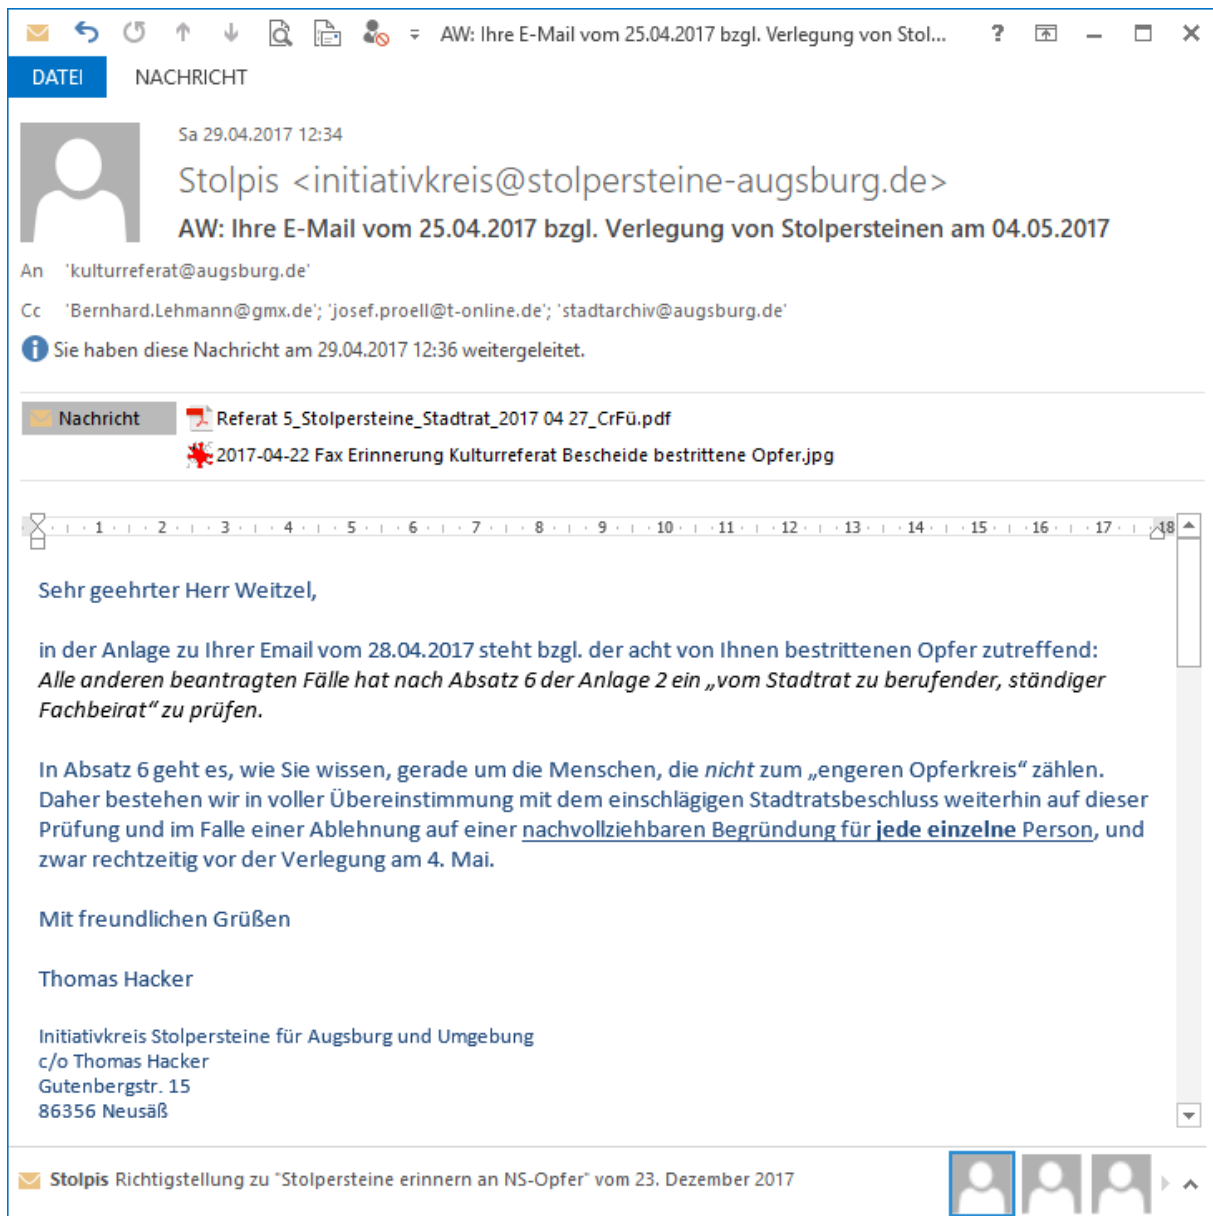 AW: Ihre E-Mail vom 25.04.2017 bzgl. Verlegung von Stol... ?
DATEI NACHRICHT
Sa 29.04.2017 12:34
Stolpis <initiativkreis@stolpersteine-augsburg.de>
AW: Ihre E-Mail vom 25.04.2017 bzgl. Verlegung von Stolpersteinen am 04.05.2017
An 'kulturreferat@augsburg.de'
Cc 'Bernhard.Lehmann@gmx.de'; 'josef.proell@t-online.de'; 'stadtarchiv@augsburg.de'
Sie haben diese Nachricht am 29.04.2017 12:36 weitergeleitet.
Nachricht Referat 5_Stolpersteine_Stadtrat_2017 04 27_CrFü.pdf
2017-04-22 Fax Erinnerung Kulturreferat Bescheide bestrittene Opfer.jpg
1 2 3 4 5 6 7 8 9 10 11 12 13 14 15 16 17 18
Sehr geehrter Herr Weitzel,
in der Anlage zu Ihrer Email vom 28.04.2017 steht bzgl. der acht von Ihnen bestrittenen Opfer zutreffend:
Alle anderen beantragten Fälle hat nach Absatz 6 der Anlage 2 ein „vom Stadtrat zu berufender, ständiger
Fachbeirat“ zu prüfen.
In Absatz 6 geht es, wie Sie wissen, gerade um die Menschen, die nicht zum „engeren Opferkreis“ zählen.
Daher bestehen wir in voller Übereinstimmung mit dem einschlägigen Stadtratsbeschluss weiterhin auf dieser
Prüfung und im Falle einer Ablehnung auf einer nachvollziehbaren Begründung für jede einzelne Person, und
zwar rechtzeitig vor der Verlegung am 4. Mai.
Mit freundlichen Grüßen
Thomas Hacker
Initiativkreis Stolpersteine für Augsburg und Umgebung
c/o Thomas Hacker
Gutenbergstr. 15
86356 Neusäß
Stolpis Richtigstellung zu "Stolpersteine erinnern an NS-Opfer" vom 23. Dezember 2017